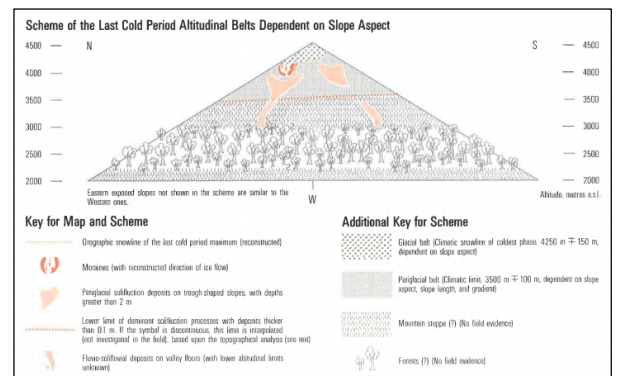 Scheme of the Last Cold Period Altitudinal Belts Dependent on Slope Aspect
4500 N S 4500
4000 4000
3500 3500
3000 3000
2500 2500
2000 2000
Eastern exposed slopes not shown in the scheme are similar to the
Western ones.
W
Altitude, metres a.s.l.
Key for Map and Scheme
Orographic snowline of the last cold period maximum (reconstructed)
Moraines (with reconstructed direction of ice flow)
Periglacial solifluction deposits on trough-shaped slopes, with depths
greater than 2 m
Lower limit of dominant solifluction processes with deposits thicker
than 0.1 m. If the symbol is discontinuous, this limit is interpolated
(not investigated in the field), based upon the topographical analysis (see text)
Fluvio-solifluvial deposits on valley floors (with lower altitudinal limits
unknown)
Additional Key for Scheme
Glacial belt (Climatic snowline of coldest phase, 4250 m ∓ 150 m,
dependent on slope aspect)
Periglacial belt (Climatic limit, 3500 m ∓ 100 m, dependent on slope
aspect, slope length, and gradient)
Mountain steppe (?) (No field evidence)
Forests (?) (No field evidence)